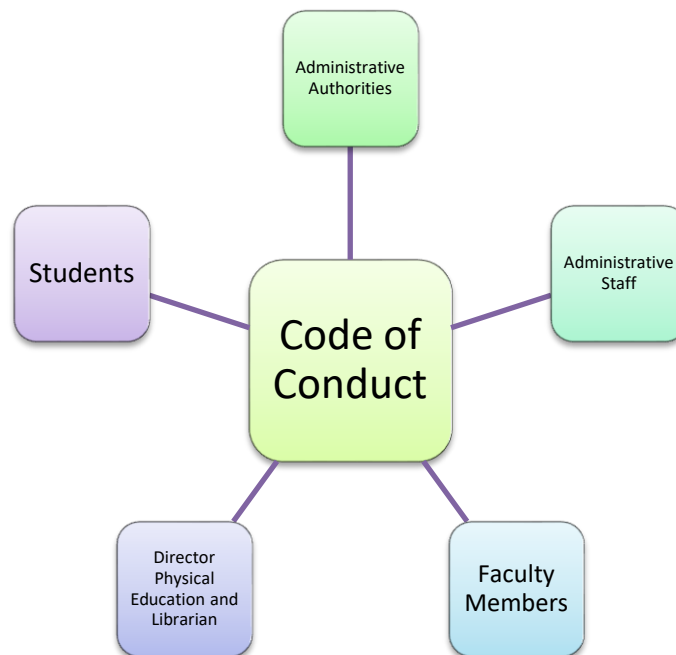 Administrative
Authorities
Students
Administrative
Staff
Code of
Conduct
Director
Physical
Education and
Librarian
Faculty
Members